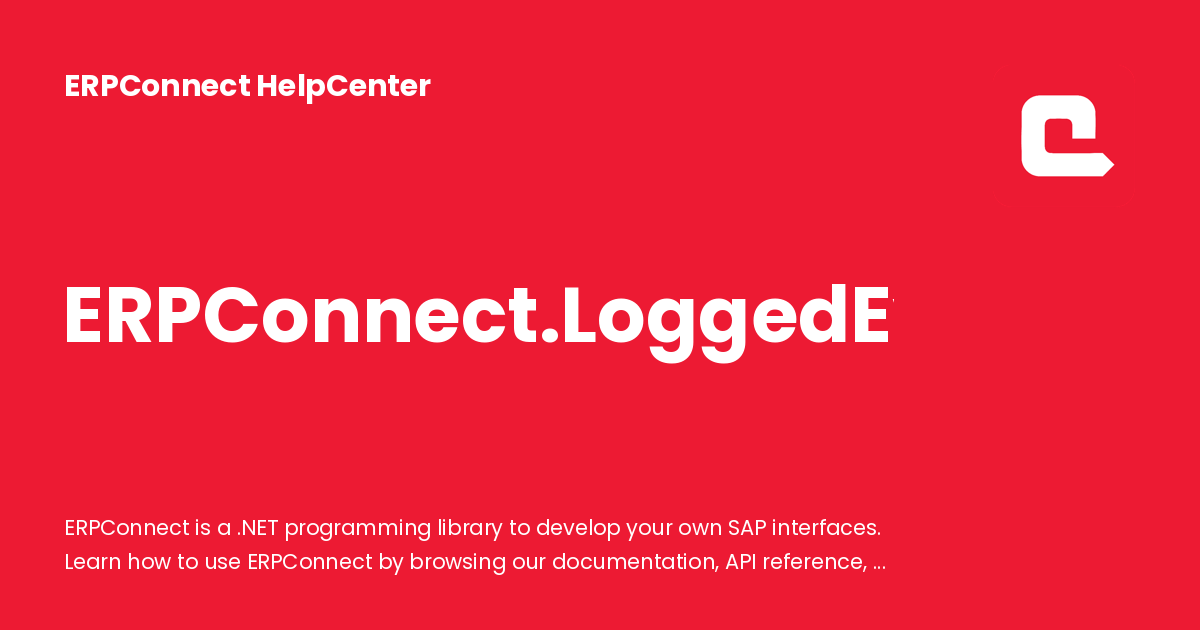 ERPConnect HelpCenter
ERPConnect.LoggedE
ERPConnect is a .NET programming library to develop your own SAP interfaces.
Learn how to use ERPConnect by browsing our documentation, API reference, ...